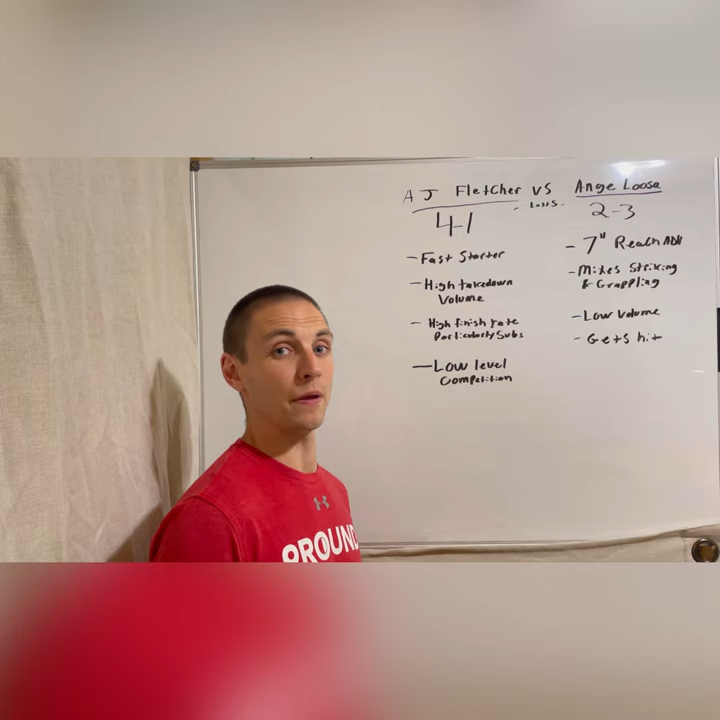 AJ Fletcher vs Ange Loosa
- Losses -
4-1
2-3
- Fast Starter
- High takedown
Volume
- High finish rate
Particularly Subs
- Low level
Competition
- 7" Reach ADV
- Mixes Striking
& Grappling
- Low Volume
- Gets hit
PROUND